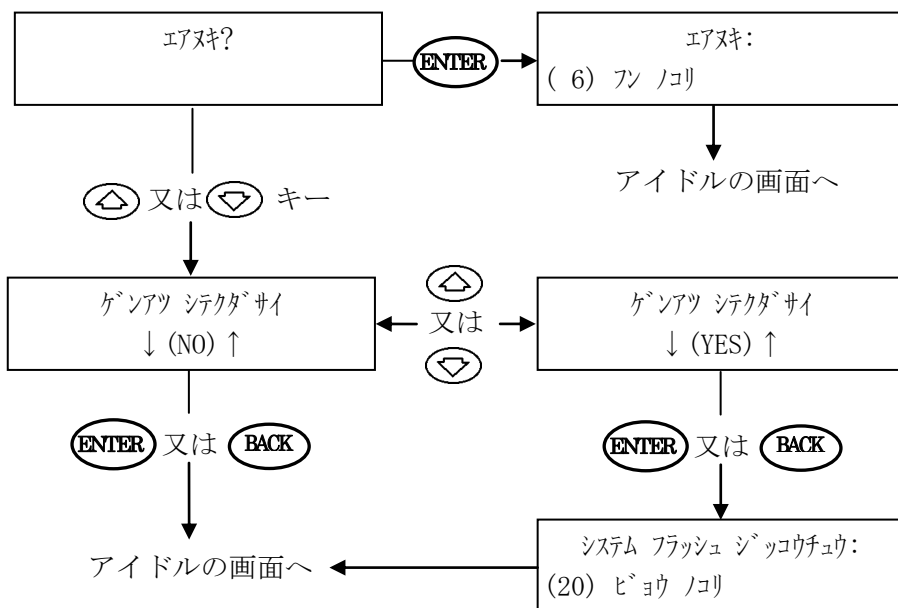 エアヌキ?
ENTER
エアヌキ:
( 6) フン ノコリ
アイドルの画面へ
又は キー
ゲンアツ シテクダサイ
↓(NO)↑
又は
ゲンアツ シテクダサイ
↓(YES)↑
ENTER 又は BACK
ENTER 又は BACK
アイドルの画面へ
システム フラッシュ ジッコウチュウ:
(20) ビョウ ノコリ